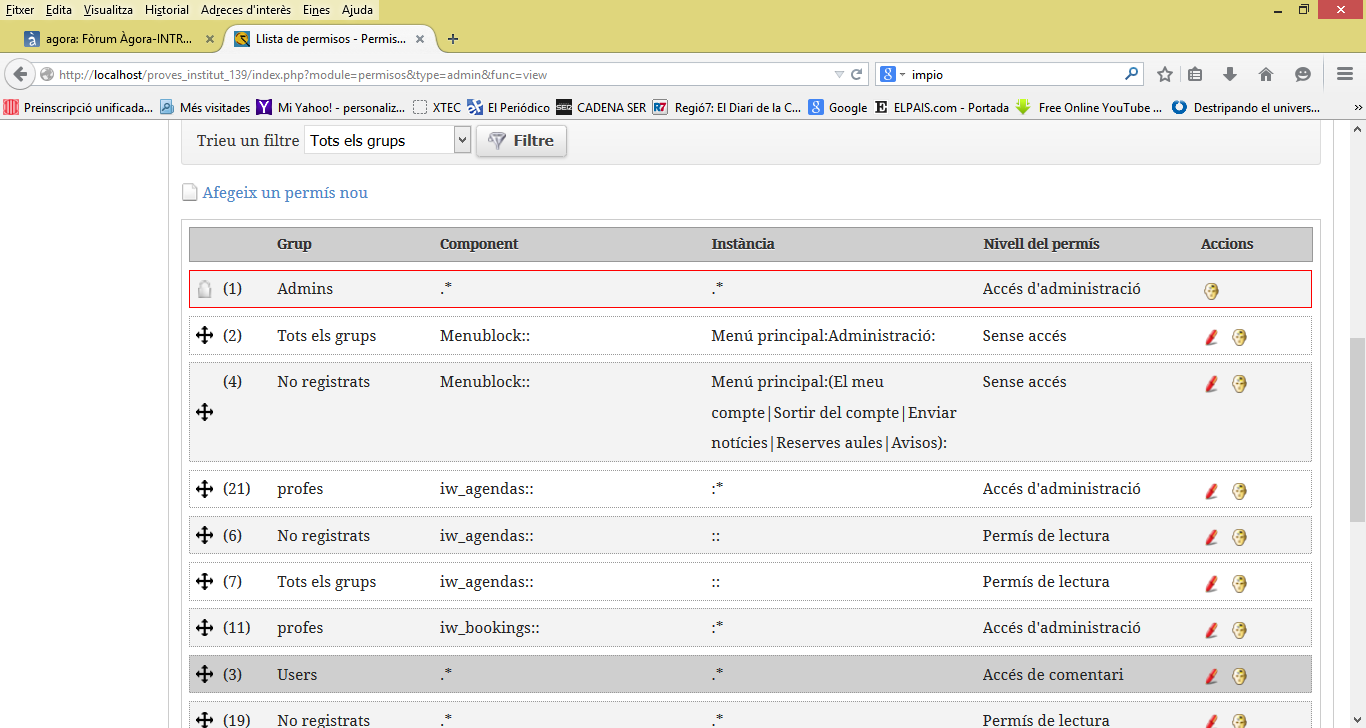 Fitxer Edita Visualitza Historial Adreces d'interès Eines Ajuda
agora: Fòrum Àgora-INTR... Llista de permisos - Permis...
http://localhost/proves_institut_139/index.php?module=permisos&type=admin&func=view impio
Preinscripció unificada... Més visitades Mi Yahoo! - personaliz... XTEC El Periódico CADENA SER Regió7: El Diari de la C... Google ELPAIS.com - Portada Free Online YouTube ... Destripando el univers...
Trieu un filtre Tots els grups Filtre
Afegeix un permís nou
Grup Component Instància Nivell del permís Accions
(1) Admins .* .* Accés d'administració
(2) Tots els grups Menublock:: Menú principal:Administració: Sense accés
(4) No registrats Menublock:: Menú principal:(El meu Sense accés
compte|Sortir del compte|Enviar
notícies|Reserves aules|Avisos):
(21) profes iw_agendas:: :* Accés d'administració
(6) No registrats iw_agendas:: :: Permís de lectura
(7) Tots els grups iw_agendas:: :: Permís de lectura
(11) profes iw_bookings:: :* Accés d'administració
(3) Users .* .* Accés de comentari
(19) No registrats .* .* Permís de lectura